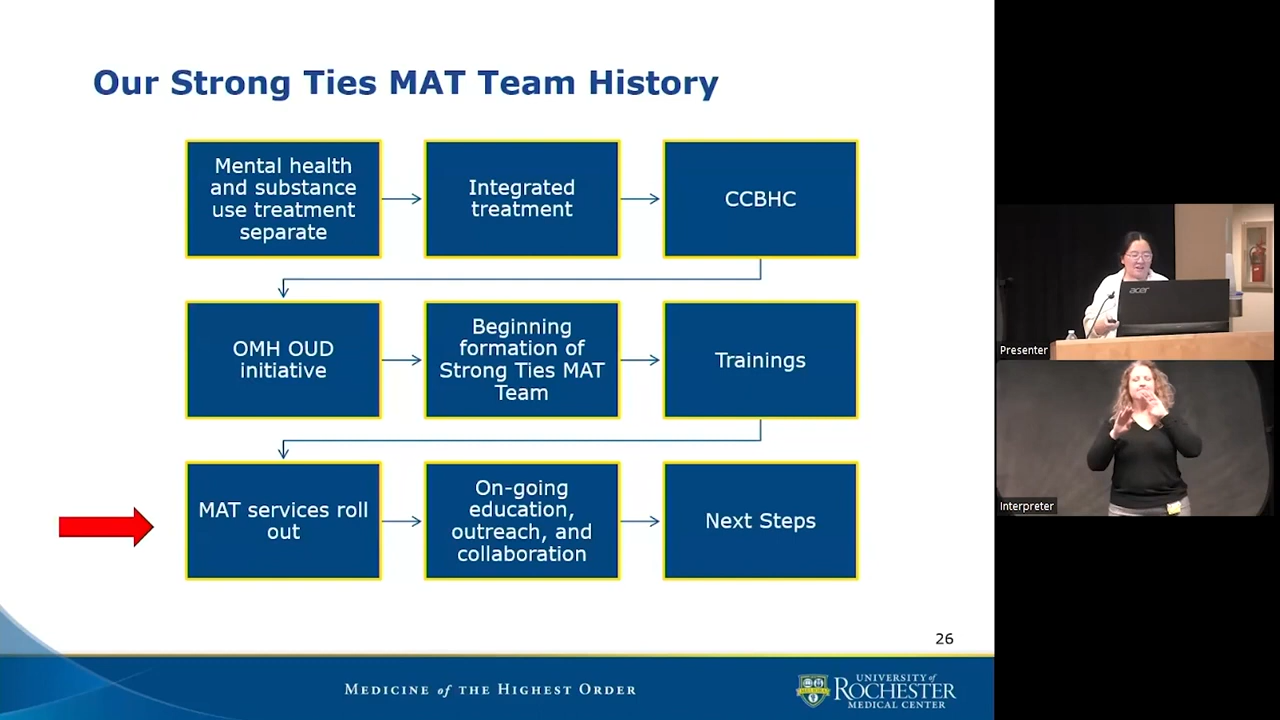 Our Strong Ties MAT Team History
Mental health
and substance
use treatment
separate
Integrated
treatment
CCBHC
OMH OUD
initiative
Beginning
formation of
Strong Ties MAT
Team
Trainings
MAT services roll
out
On-going
education,
outreach, and
collaboration
Next Steps
26
MEDICINE of THE HIGHEST ORDER
UNIVERSITY of
ROCHESTER
MEDICAL CENTER
acer
Presenter
Interpreter